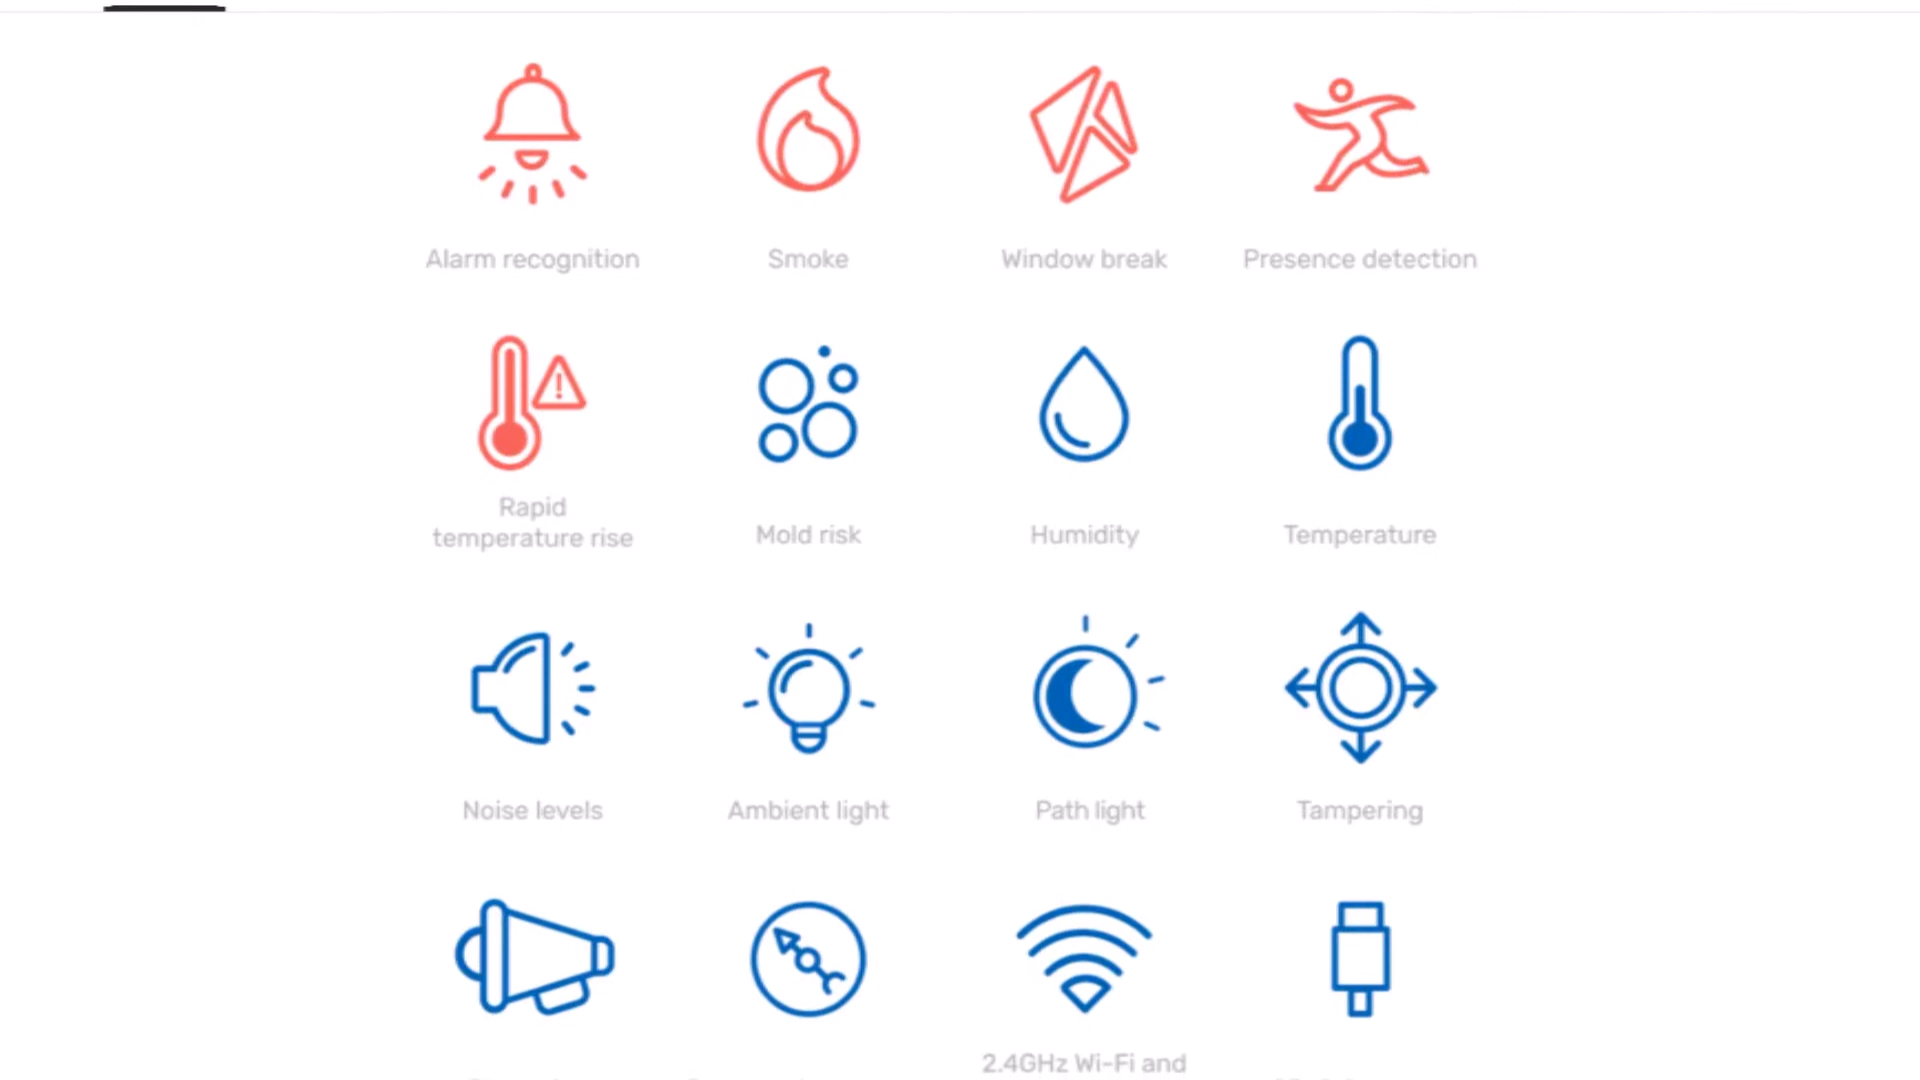 Alarm recognition
Smoke
Window break
Presence detection
Rapid
temperature rise
Mold risk
Humidity
Temperature
Noise levels
Ambient light
Path light
Tampering
2.4GHz Wi-Fi and